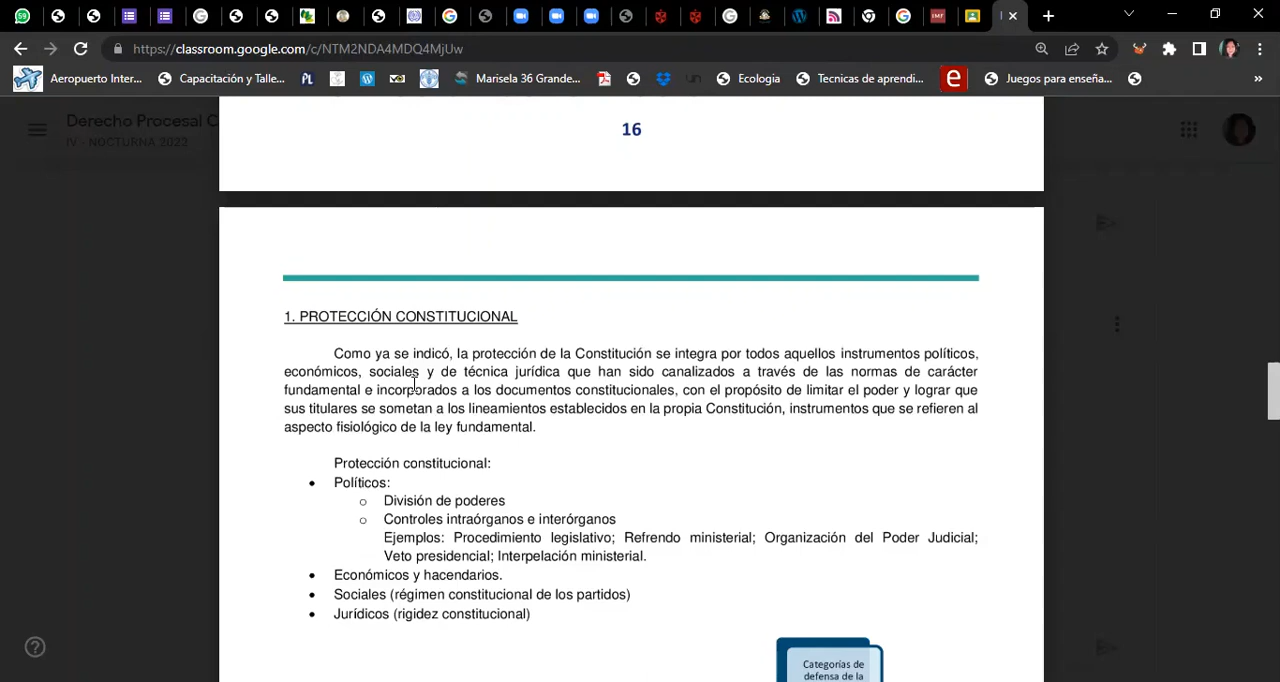 https://classroom.google.com/c/NTM2NDA4MDQ4MjUw
Aeropuerto Inter... Capacitación y Talle... PL Marisela 36 Grande... un Ecologia Tecnicas de aprendi... e Juegos para enseña... »
Derecho Procesal C
IV - NOCTURNA 2022
16
1. PROTECCIÓN CONSTITUCIONAL
Como ya se indicó, la protección de la Constitución se integra por todos aquellos instrumentos políticos,
económicos, sociales y de técnica jurídica que han sido canalizados a través de las normas de carácter
fundamental e incorporados a los documentos constitucionales, con el propósito de limitar el poder y lograr que
sus titulares se sometan a los lineamientos establecidos en la propia Constitución, instrumentos que se refieren al
aspecto fisiológico de la ley fundamental.
Protección constitucional:
• Políticos:
o División de poderes
o Controles intraórganos e interórganos
Ejemplos: Procedimiento legislativo; Refrendo ministerial; Organización del Poder Judicial;
Veto presidencial; Interpelación ministerial.
• Económicos y hacendarios.
• Sociales (régimen constitucional de los partidos)
• Jurídicos (rigidez constitucional)
Categorías de
defensa de la